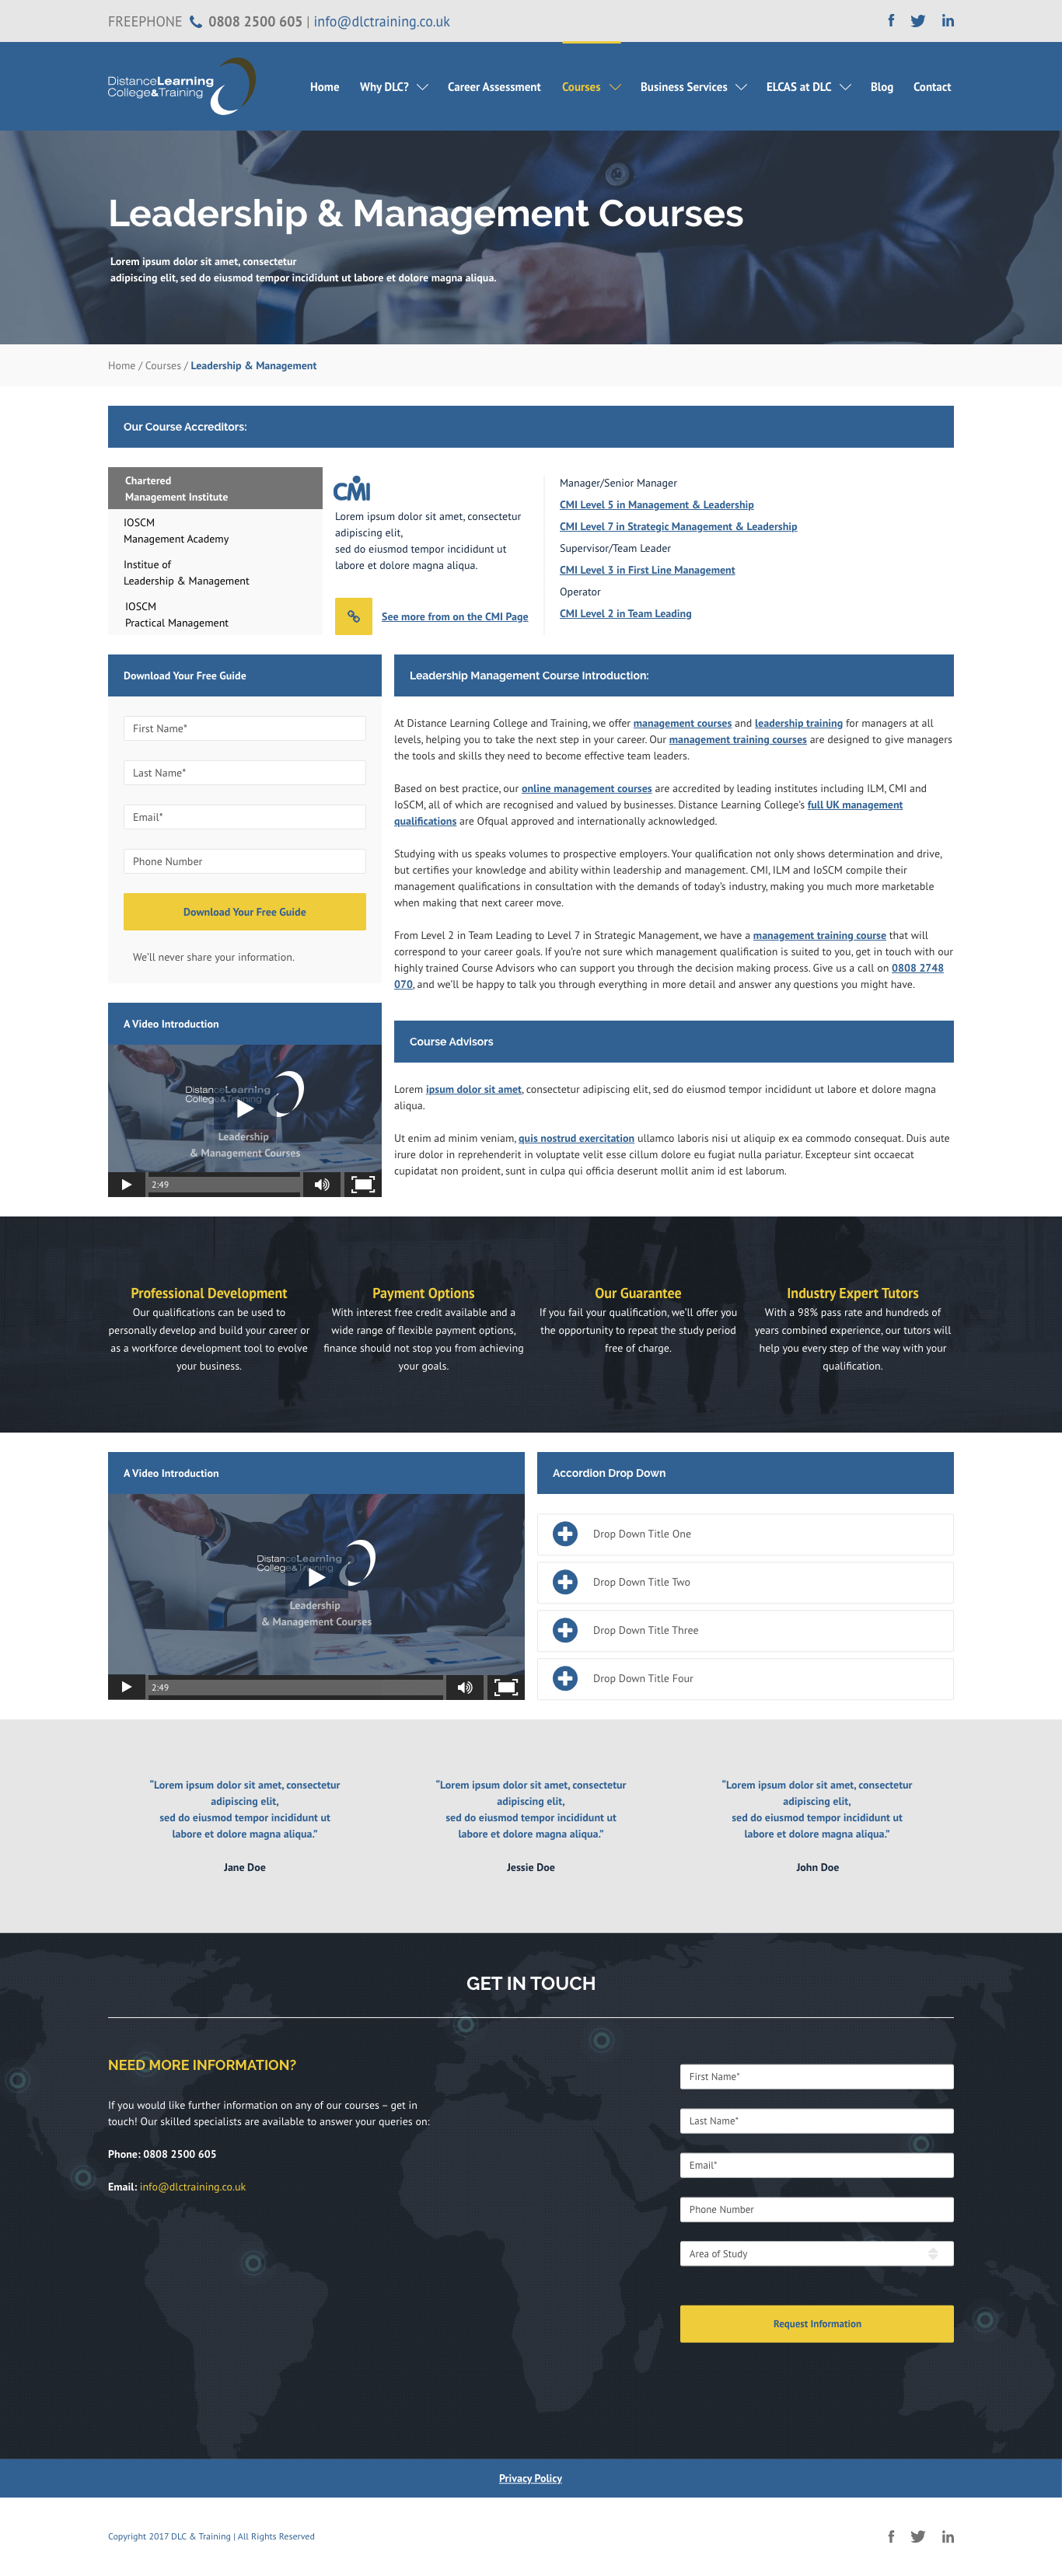 FREEPHONE 0808 2500 605 | info@dlctraining.co.uk
DistanceLearning
College&Training
Home
Why DLC?
Career Assessment
Courses
Business Services
ELCAS at DLC
Blog
Contact
Leadership & Management Courses
Lorem ipsum dolor sit amet, consectetur
adipiscing elit, sed do eiusmod tempor incididunt ut labore et dolore magna aliqua.
Home / Courses / Leadership & Management
Our Course Accreditors:
Chartered
Management Institute
IOSCM
Management Academy
Institue of
Leadership & Management
IOSCM
Practical Management
CMI
Lorem ipsum dolor sit amet, consectetur
adipiscing elit,
sed do eiusmod tempor incididunt ut
labore et dolore magna aliqua.
See more from on the CMI Page
Manager/Senior Manager
CMI Level 5 in Management & Leadership
CMI Level 7 in Strategic Management & Leadership
Supervisor/Team Leader
CMI Level 3 in First Line Management
Operator
CMI Level 2 in Team Leading
Download Your Free Guide
First Name*
Last Name*
Email*
Phone Number
Download Your Free Guide
We'll never share your information.
Leadership Management Course Introduction:
At Distance Learning College and Training, we offer management courses and leadership training for managers at all
levels, helping you to take the next step in your career. Our management training courses are designed to give managers
the tools and skills they need to become effective team leaders.
Based on best practice, our online management courses are accredited by leading institutes including ILM, CMI and
IoSCM, all of which are recognised and valued by businesses. Distance Learning College's full UK management
qualifications are Ofqual approved and internationally acknowledged.
Studying with us speaks volumes to prospective employers. Your qualification not only shows determination and drive,
but certifies your knowledge and ability within leadership and management. CMI, ILM and IoSCM compile their
management qualifications in consultation with the demands of today's industry, making you much more marketable
when making that next career move.
From Level 2 in Team Leading to Level 7 in Strategic Management, we have a management training course that will
correspond to your career goals. If you're not sure which management qualification is suited to you, get in touch with our
highly trained Course Advisors who can support you through the decision making process. Give us a call on 0808 2748
070, and we'll be happy to talk you through everything in more detail and answer any questions you might have.
A Video Introduction
DistanceLearning
College&Training
Leadership
& Management Courses
2:49
Course Advisors
Lorem ipsum dolor sit amet, consectetur adipiscing elit, sed do eiusmod tempor incididunt ut labore et dolore magna
aliqua.
Ut enim ad minim veniam, quis nostrud exercitation ullamco laboris nisi ut aliquip ex ea commodo consequat. Duis aute
irure dolor in reprehenderit in voluptate velit esse cillum dolore eu fugiat nulla pariatur. Excepteur sint occaecat
cupidatat non proident, sunt in culpa qui officia deserunt mollit anim id est laborum.
Professional Development
Our qualifications can be used to
personally develop and build your career or
as a workforce development tool to evolve
your business.
Payment Options
With interest free credit available and a
wide range of flexible payment options,
finance should not stop you from achieving
your goals.
Our Guarantee
If you fail your qualification, we'll offer you
the opportunity to repeat the study period
free of charge.
Industry Expert Tutors
With a 98% pass rate and hundreds of
years combined experience, our tutors will
help you every step of the way with your
qualification.
A Video Introduction
DistanceLearning
College&Training
Leadership
& Management Courses
2:49
Accordion Drop Down
Drop Down Title One
Drop Down Title Two
Drop Down Title Three
Drop Down Title Four
"Lorem ipsum dolor sit amet, consectetur
adipiscing elit,
sed do eiusmod tempor incididunt ut
labore et dolore magna aliqua."
Jane Doe
"Lorem ipsum dolor sit amet, consectetur
adipiscing elit,
sed do eiusmod tempor incididunt ut
labore et dolore magna aliqua."
Jessie Doe
"Lorem ipsum dolor sit amet, consectetur
adipiscing elit,
sed do eiusmod tempor incididunt ut
labore et dolore magna aliqua."
John Doe
GET IN TOUCH
NEED MORE INFORMATION?
If you would like further information on any of our courses – get in
touch! Our skilled specialists are available to answer your queries on:
Phone: 0808 2500 605
Email: info@dlctraining.co.uk
First Name*
Last Name*
Email*
Phone Number
Area of Study
Request Information
Privacy Policy
Copyright 2017 DLC & Training | All Rights Reserved